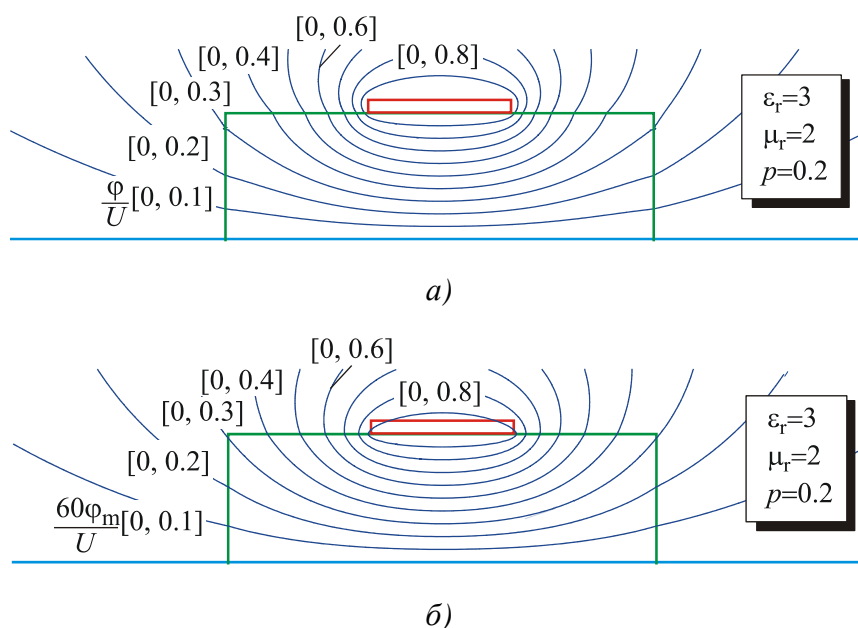 [0, 0.6]
[0, 0.4]
[0, 0.8]
[0, 0.3]
[0, 0.2]
φ/U [0, 0.1]
εr=3
μr=2
p=0.2
а)
[0, 0.6]
[0, 0.4]
[0, 0.8]
[0, 0.3]
[0, 0.2]
60φm/U [0, 0.1]
εr=3
μr=2
p=0.2
б)